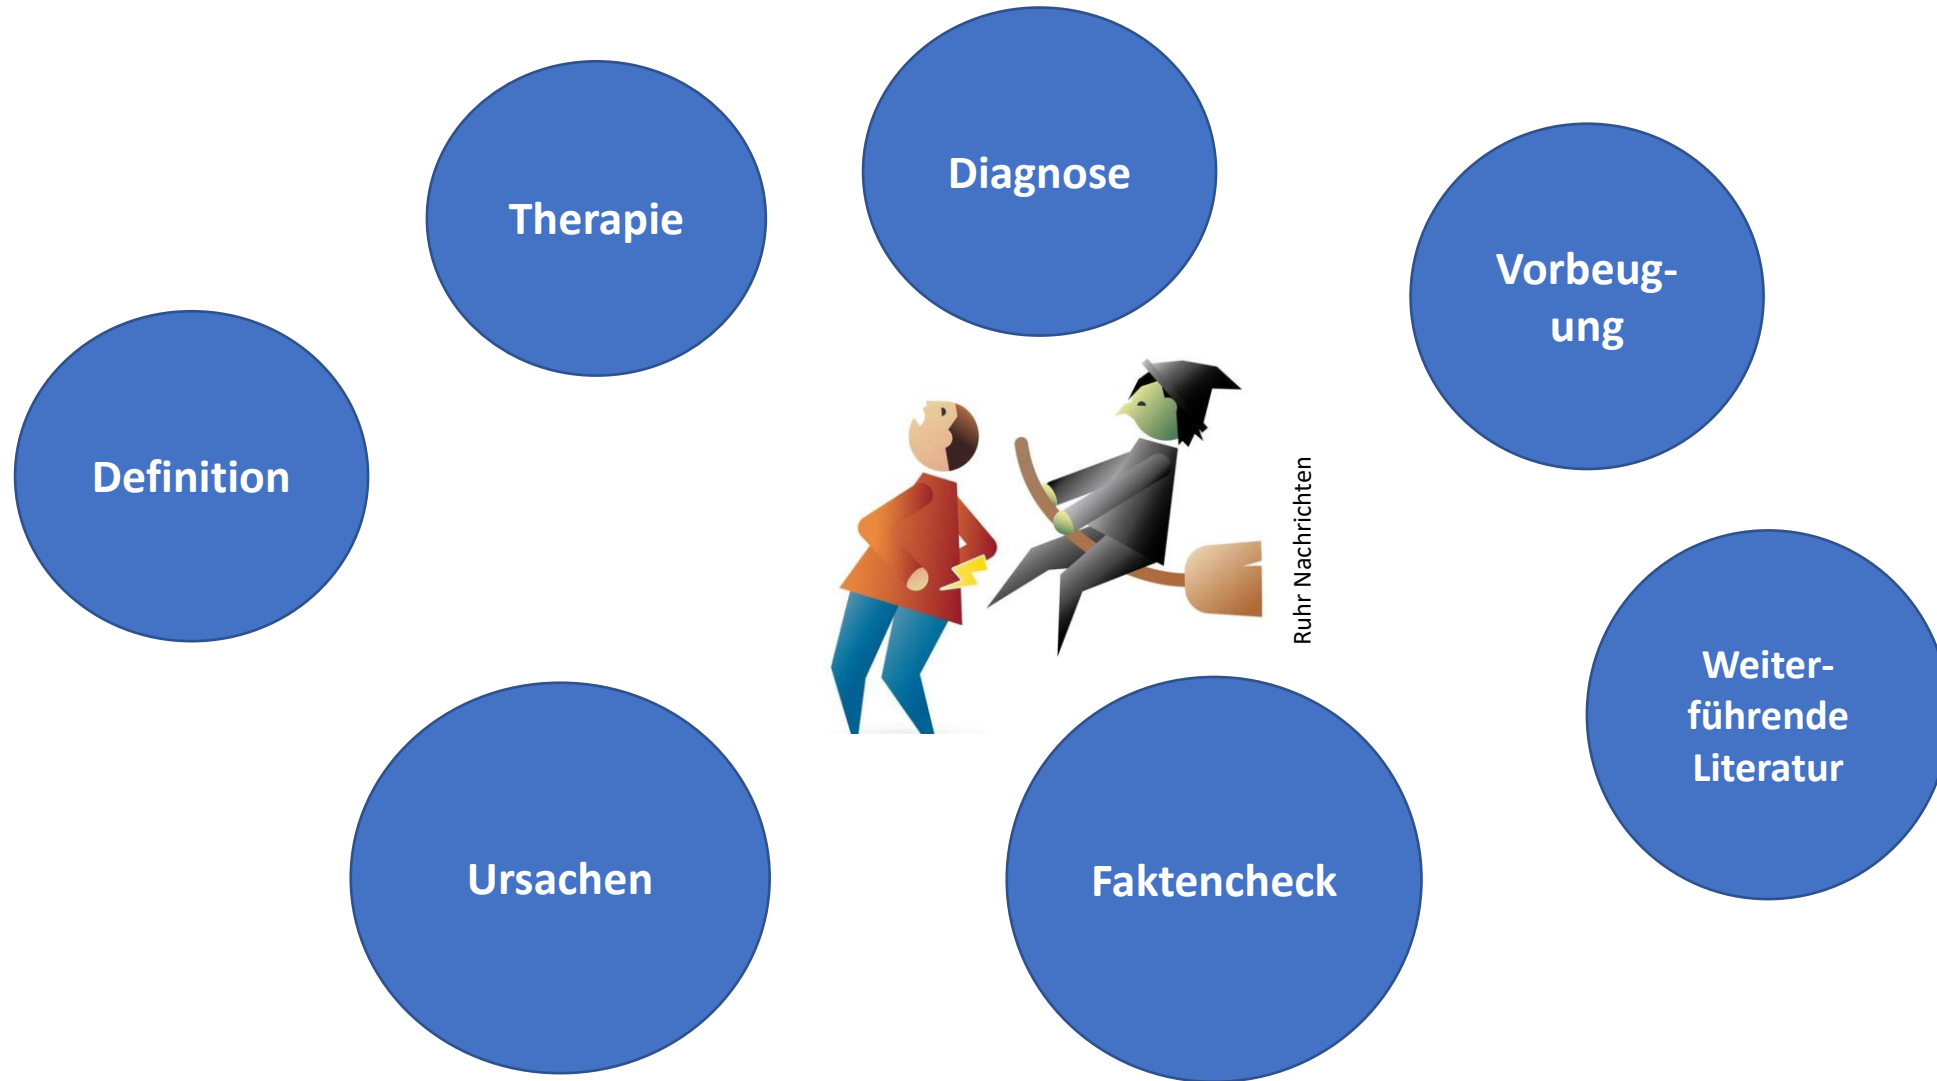 Diagnose
Therapie
Vorbeug-
ung
Definition
Ruhr Nachrichten
Weiter-
führende
Literatur
Ursachen
Faktencheck